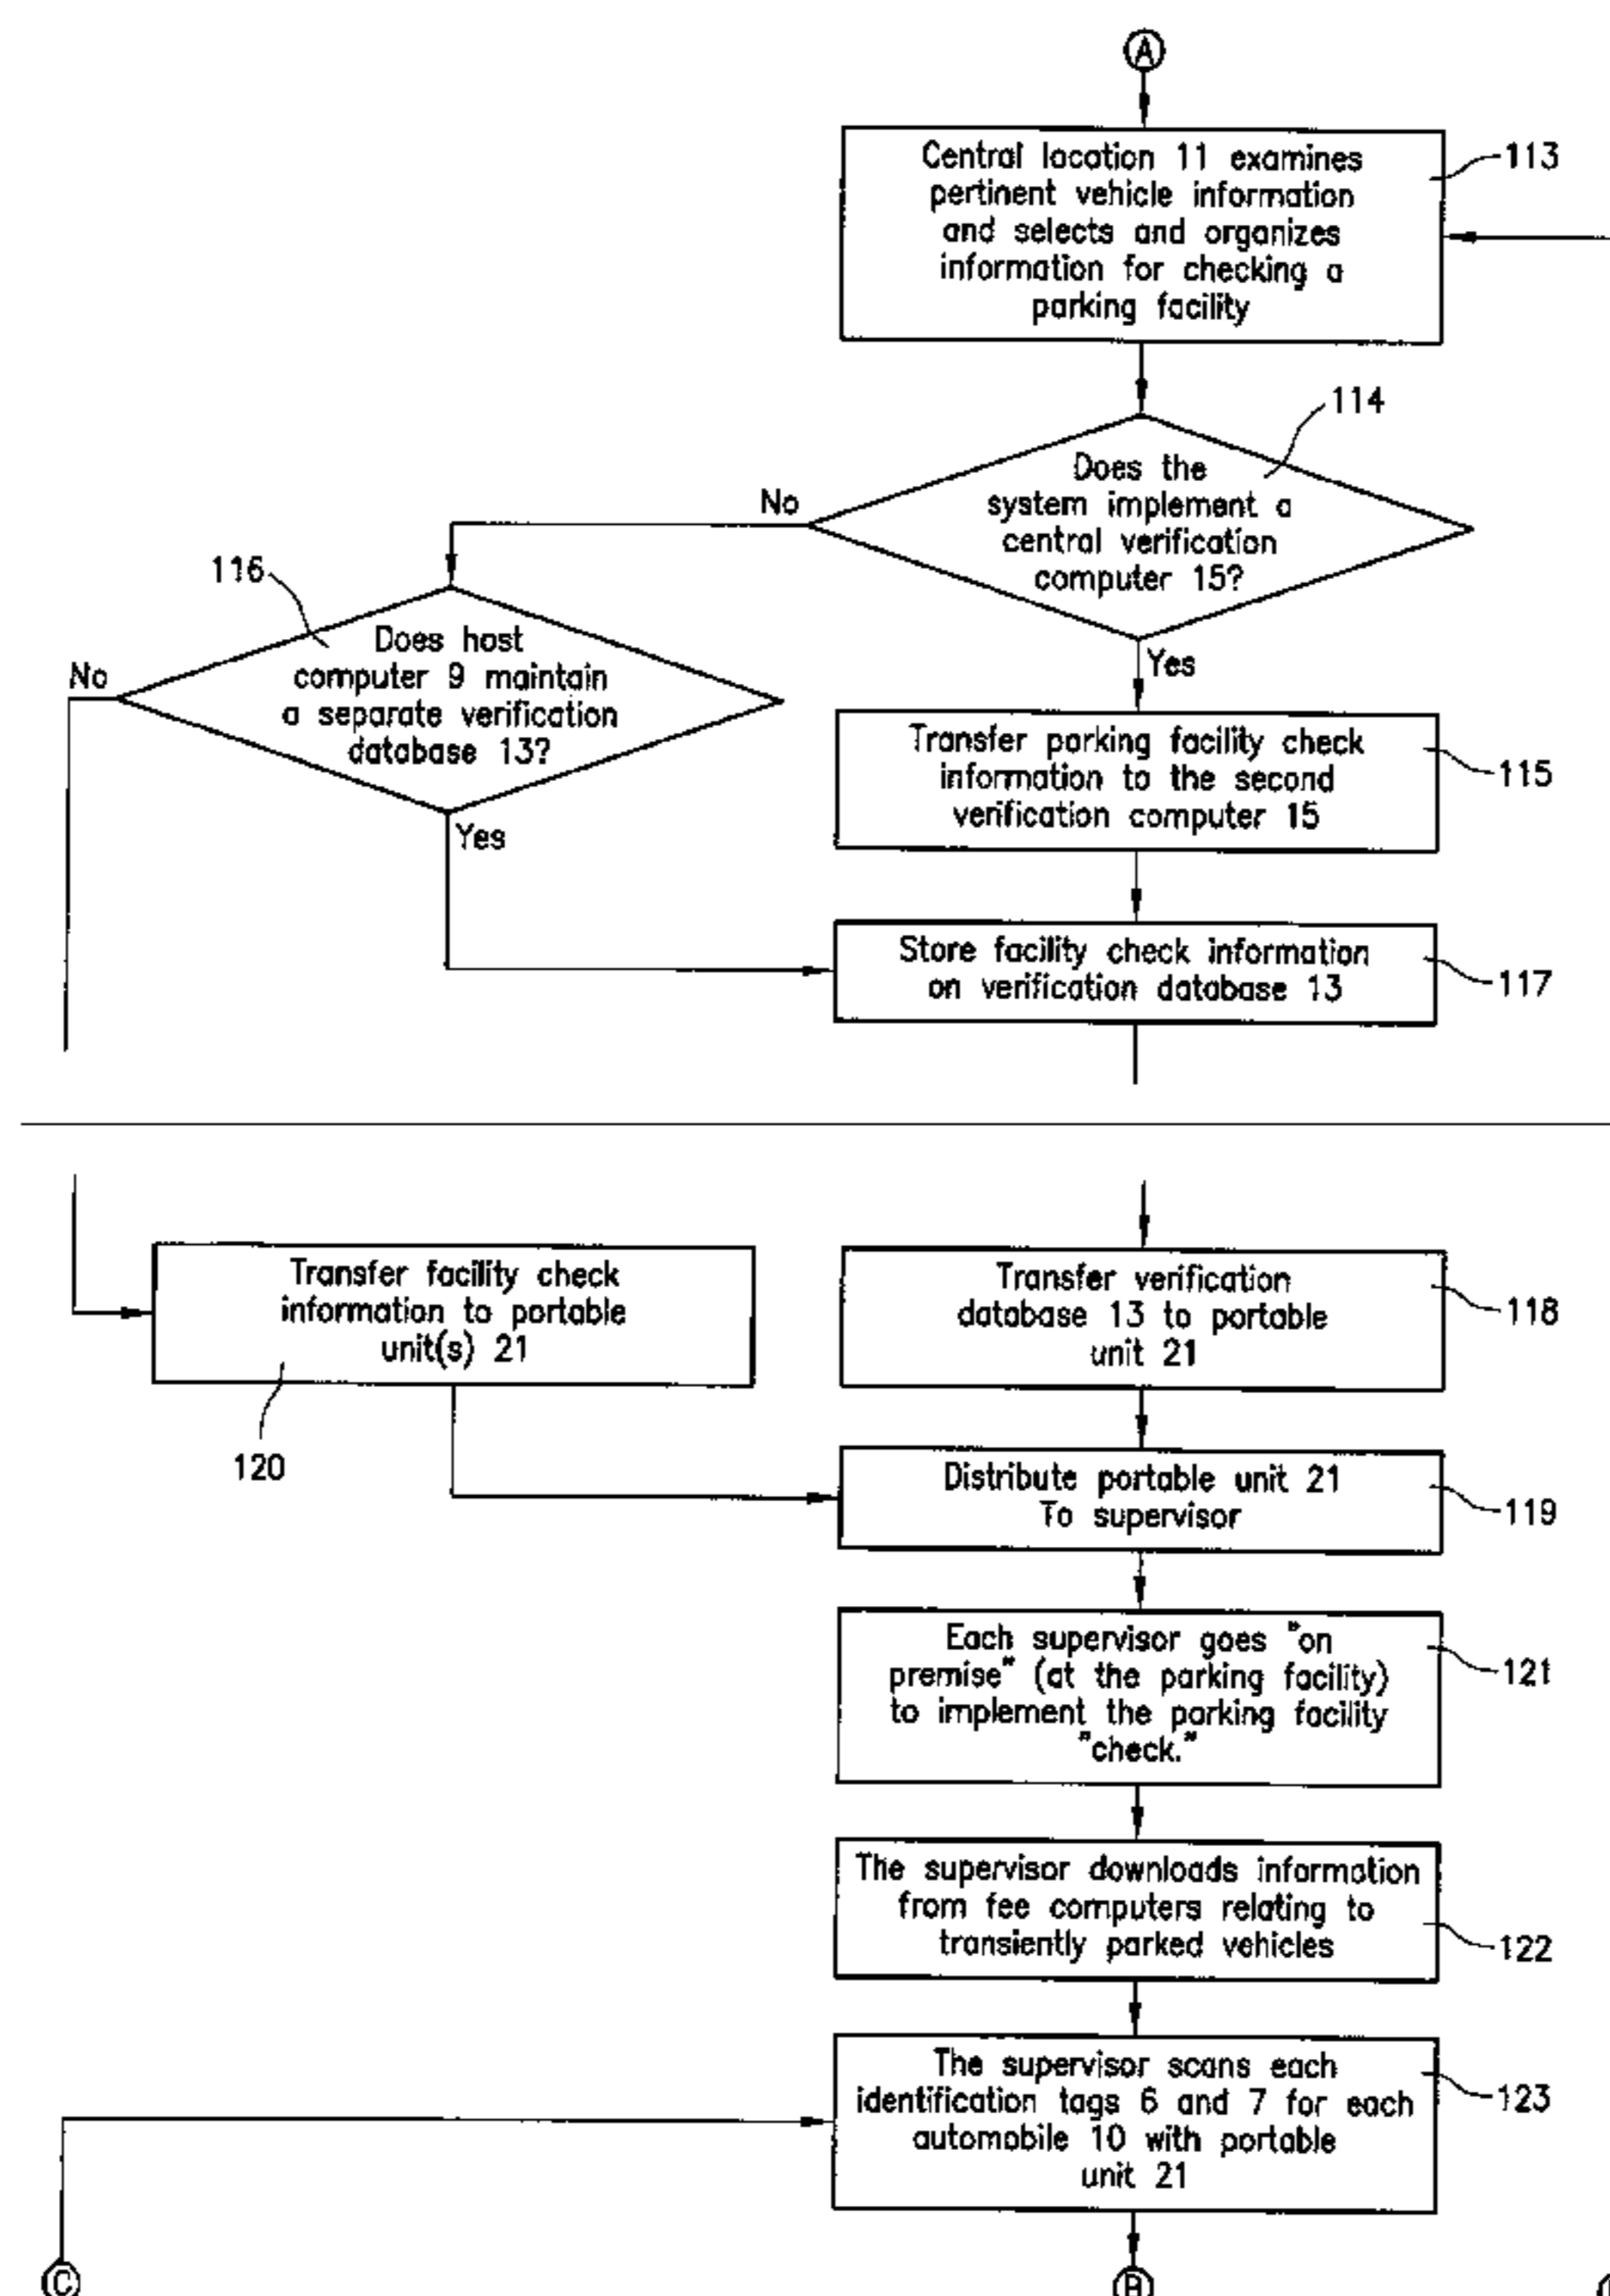 A
Central location 11 examines
pertinent vehicle information
and selects and organizes
information for checking a
parking facility
113
114
Does the
system implement a
central verification
computer 15?
No
Yes
116
Does host
computer 9 maintain
a separate verification
database 13?
No
Yes
Transfer parking facility check
information to the second
verification computer 15
115
Store facility check information
on verification database 13
117
Transfer facility check
information to portable
unit(s) 21
120
Transfer verification
database 13 to portable
unit 21
118
Distribute portable unit 21
To supervisor
119
Each supervisor goes "on
premise" (at the parking facility)
to implement the parking facility
"check."
121
The supervisor downloads information
from fee computers relating to
transiently parked vehicles
122
The supervisor scans each
identification tags 6 and 7 for each
automobile 10 with portable
unit 21
123
C
B